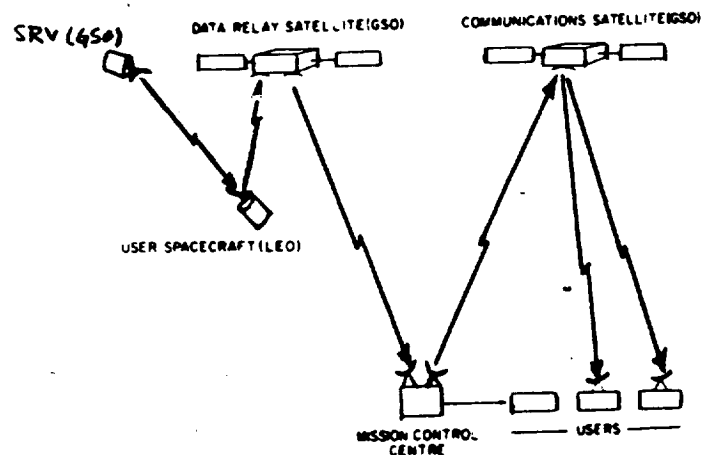 SRV (GSO)
DATA RELAY SATELLITE(GSO)
COMMUNICATIONS SATELLITE(GSO)
USER SPACECRAFT (LEO)
MISSION CONTROL
CENTRE
USERS